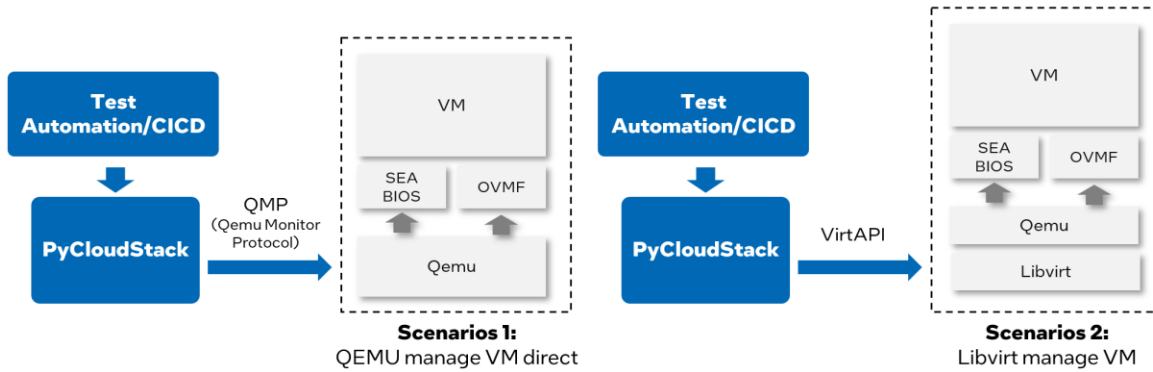 Test
Automation/CICD
PyCloudStack
QMP
(Qemu Monitor
Protocol)
VM
SEA
BIOS
OVMF
Qemu
Scenarios 1:
QEMU manage VM direct
Test
Automation/CICD
PyCloudStack
VirtAPI
VM
SEA
BIOS
OVMF
Qemu
Libvirt
Scenarios 2:
Libvirt manage VM